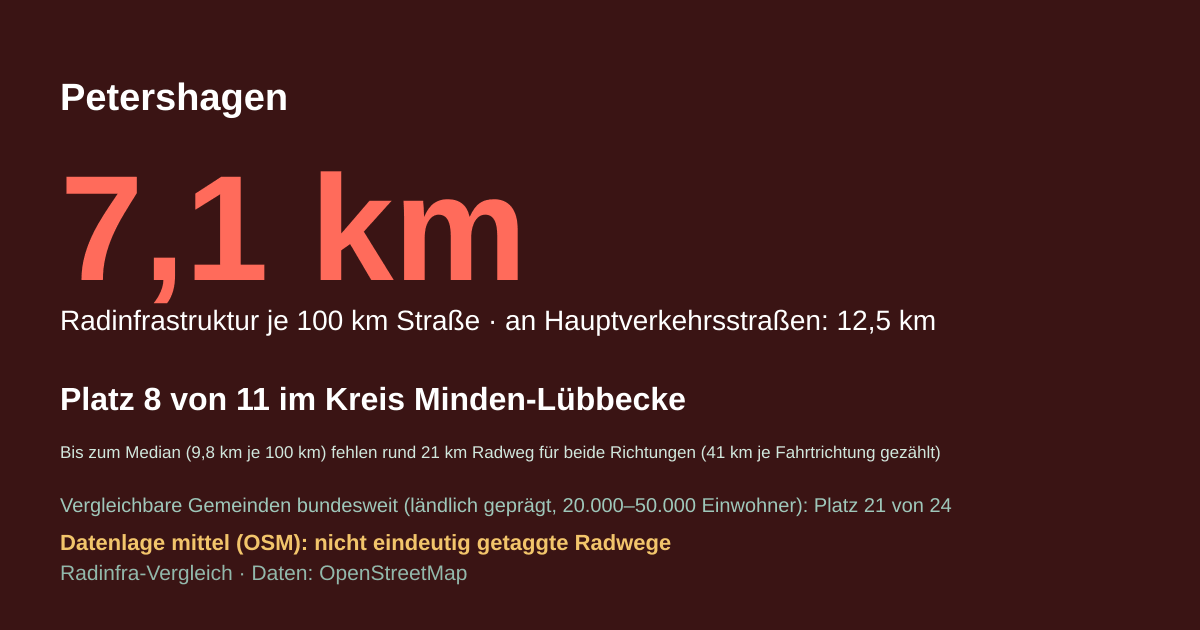 Petershagen
7,1 km
Radinfrastruktur je 100 km Straße · an Hauptverkehrsstraßen: 12,5 km
Platz 8 von 11 im Kreis Minden-Lübbecke
Bis zum Median (9,8 km je 100 km) fehlen rund 21 km Radweg für beide Richtungen (41 km je Fahrtrichtung gezählt)
Vergleichbare Gemeinden bundesweit (ländlich geprägt, 20.000–50.000 Einwohner): Platz 21 von 24
Datenlage mittel (OSM): nicht eindeutig getaggte Radwege
Radinfra-Vergleich · Daten: OpenStreetMap